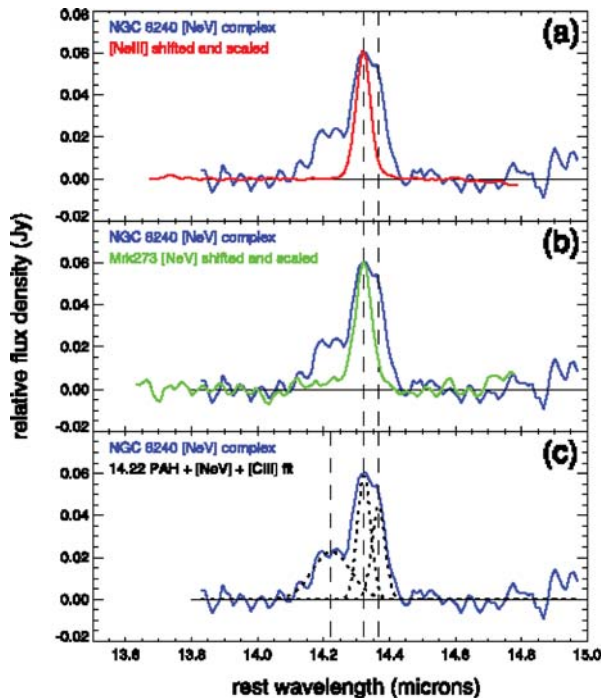 (a)
NGC 6240 [NeV] complex
[NeIII] shifted and scaled
0.08
0.06
0.04
0.02
0.00
-0.02
(b)
NGC 6240 [NeV] complex
Mrk273 [NeV] shifted and scaled
0.08
0.06
0.04
0.02
0.00
-0.02
(c)
NGC 6240 [NeV] complex
14.22 PAH + [NeV] + [ClII] fit
0.08
0.06
0.04
0.02
0.00
-0.02
relative flux density (Jy)
13.6 13.8 14.0 14.2 14.4 14.6 14.8 15.0
rest wavelength (microns)